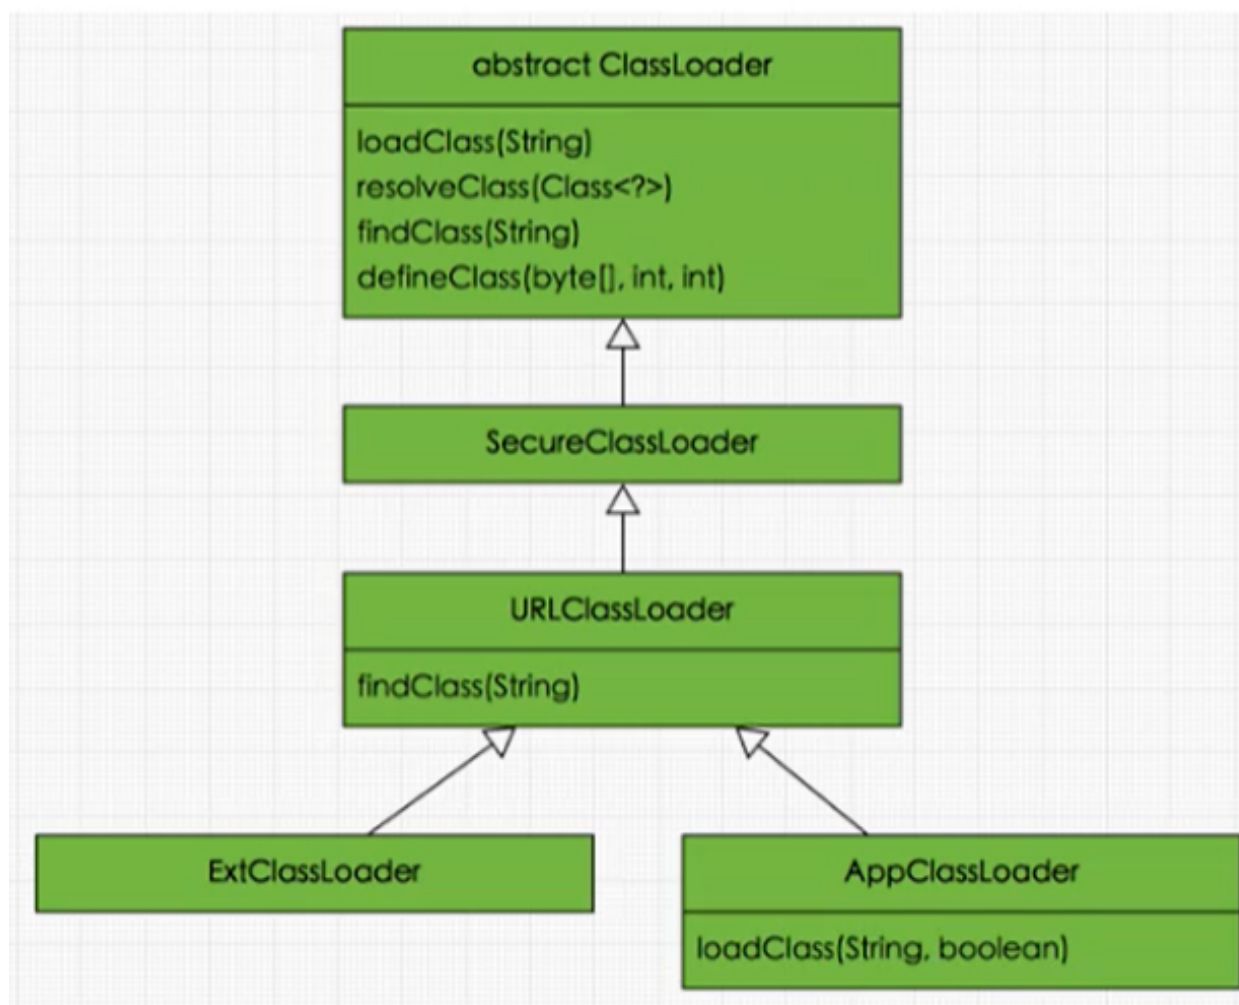 abstract ClassLoader
loadClass(String)
resolveClass(Class<?>)
findClass(String)
defineClass(byte[], int, int)
SecureClassLoader
URLClassLoader
findClass(String)
ExtClassLoader
AppClassLoader
loadClass(String, boolean)